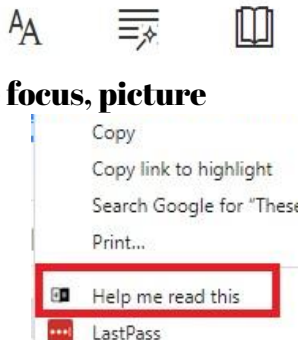 AA
focus, picture
Copy
Copy link to highlight
Search Google for "These
Print...
Help me read this
LastPass